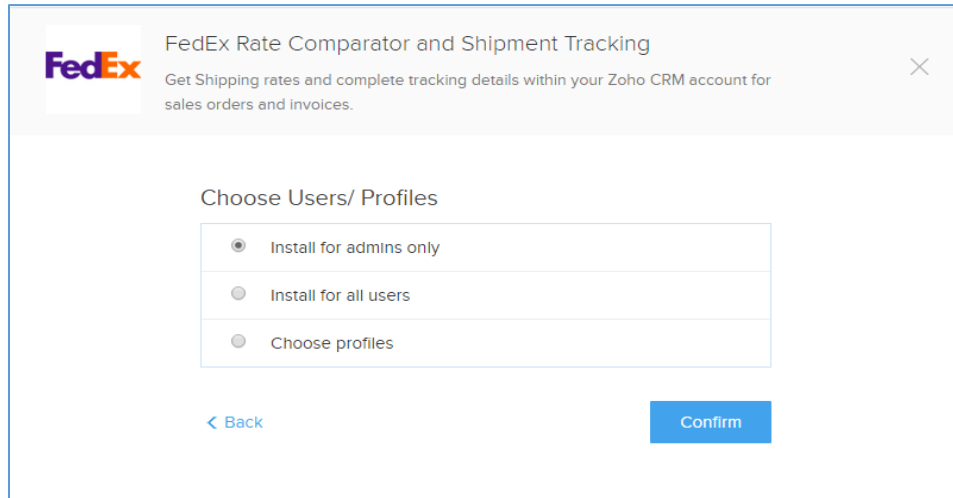 FedEx
FedEx Rate Comparator and Shipment Tracking
Get Shipping rates and complete tracking details within your Zoho CRM account for
sales orders and invoices.
Choose Users/ Profiles
Install for admins only
Install for all users
Choose profiles
Back
Confirm